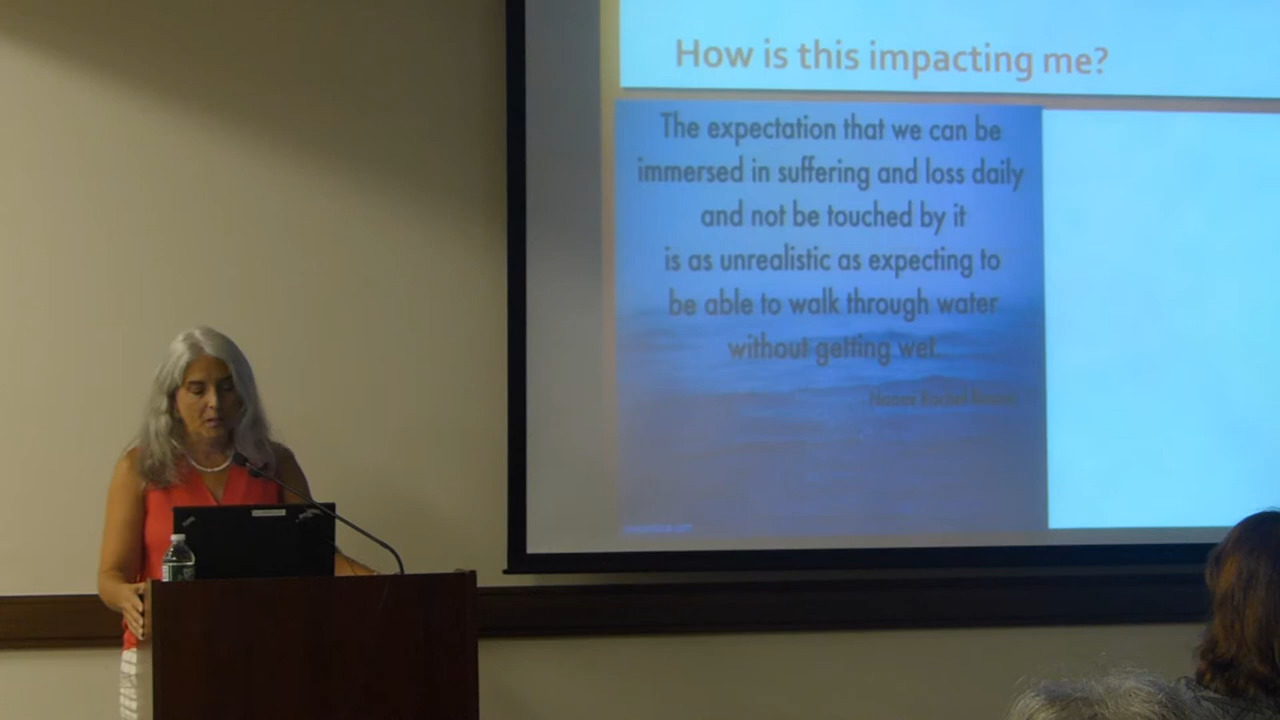 How is this impacting me?
The expectation that we can be
immersed in suffering and loss daily
and not be touched by it
is as unrealistic as expecting to
be able to walk through water
without getting wet.